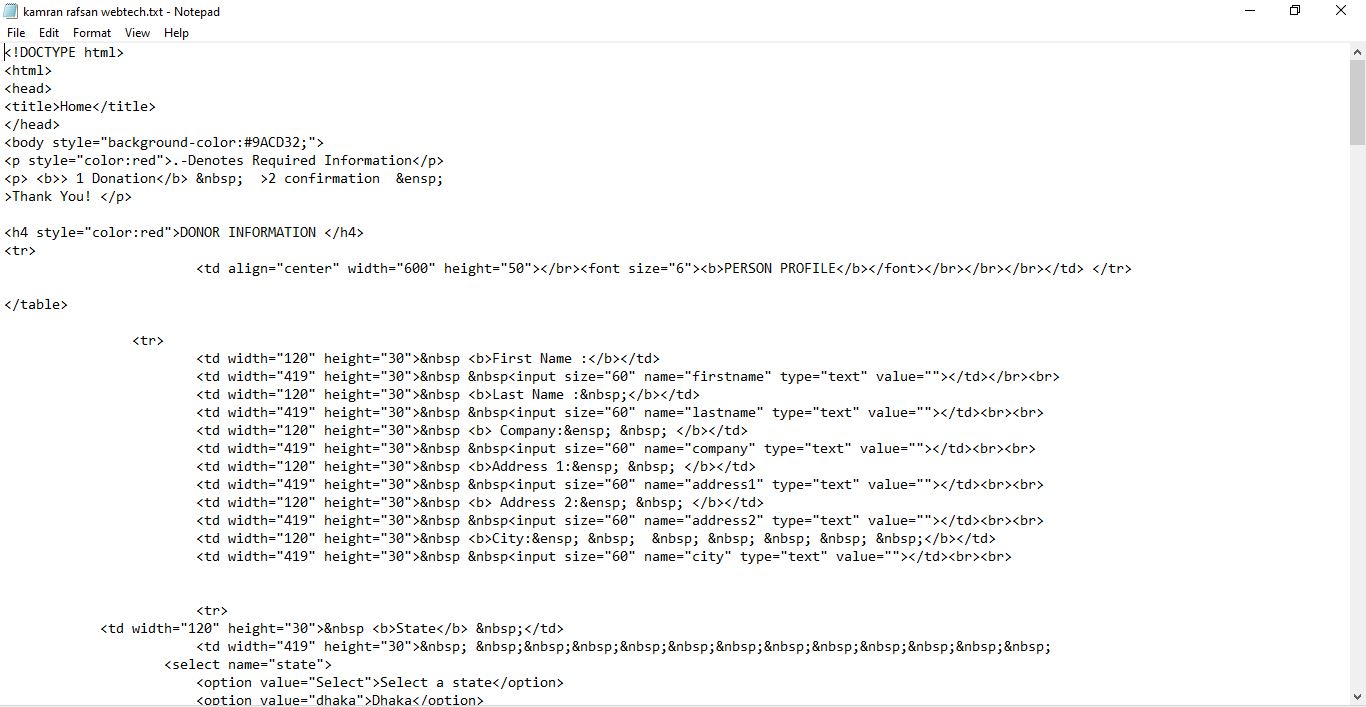 kamran rafsan webtech.txt - Notepad
File Edit Format View Help
<!DOCTYPE html>
<html>
<head>
<title>Home</title>
</head>
<body style="background-color:#9ACD32;">
<p style="color:red">.-Denotes Required Information</p>
<p> <b>> 1 Donation</b> &nbsp;  >2 confirmation  &ensp;
>Thank You! </p>
<h4 style="color:red">DONOR INFORMATION </h4>
<tr>
<td align="center" width="600" height="50"></br><font size="6"><b>PERSON PROFILE</b></font></br></br></br></td> </tr>
</table>
<tr>
<td width="120" height="30">&nbsp <b>First Name :</b></td>
<td width="419" height="30">&nbsp &nbsp<input size="60" name="firstname" type="text" value=""></td></br><br>
<td width="120" height="30">&nbsp <b>Last Name :&nbsp;</b></td>
<td width="419" height="30">&nbsp &nbsp<input size="60" name="lastname" type="text" value=""></td><br><br>
<td width="120" height="30">&nbsp <b> Company:&ensp; &nbsp; </b></td>
<td width="419" height="30">&nbsp &nbsp<input size="60" name="company" type="text" value=""></td><br><br>
<td width="120" height="30">&nbsp <b>Address 1:&ensp; &nbsp; </b></td>
<td width="419" height="30">&nbsp &nbsp<input size="60" name="address1" type="text" value=""></td><br><br>
<td width="120" height="30">&nbsp <b> Address 2:&ensp; &nbsp; </b></td>
<td width="419" height="30">&nbsp &nbsp<input size="60" name="address2" type="text" value=""></td><br><br>
<td width="120" height="30">&nbsp <b>City:&ensp; &nbsp;  &nbsp; &nbsp; &nbsp; &nbsp;</b></td>
<td width="419" height="30">&nbsp &nbsp<input size="60" name="city" type="text" value=""></td><br><br>
<tr>
<td width="120" height="30">&nbsp <b>State</b> &nbsp;</td>
<td width="419" height="30">&nbsp; &nbsp;&nbsp;&nbsp;&nbsp;&nbsp;&nbsp;&nbsp;&nbsp;&nbsp;&nbsp;&nbsp;&nbsp;
<select name="state">
<option value="Select">Select a state</option>
<option value="dhaka">Dhaka</option>